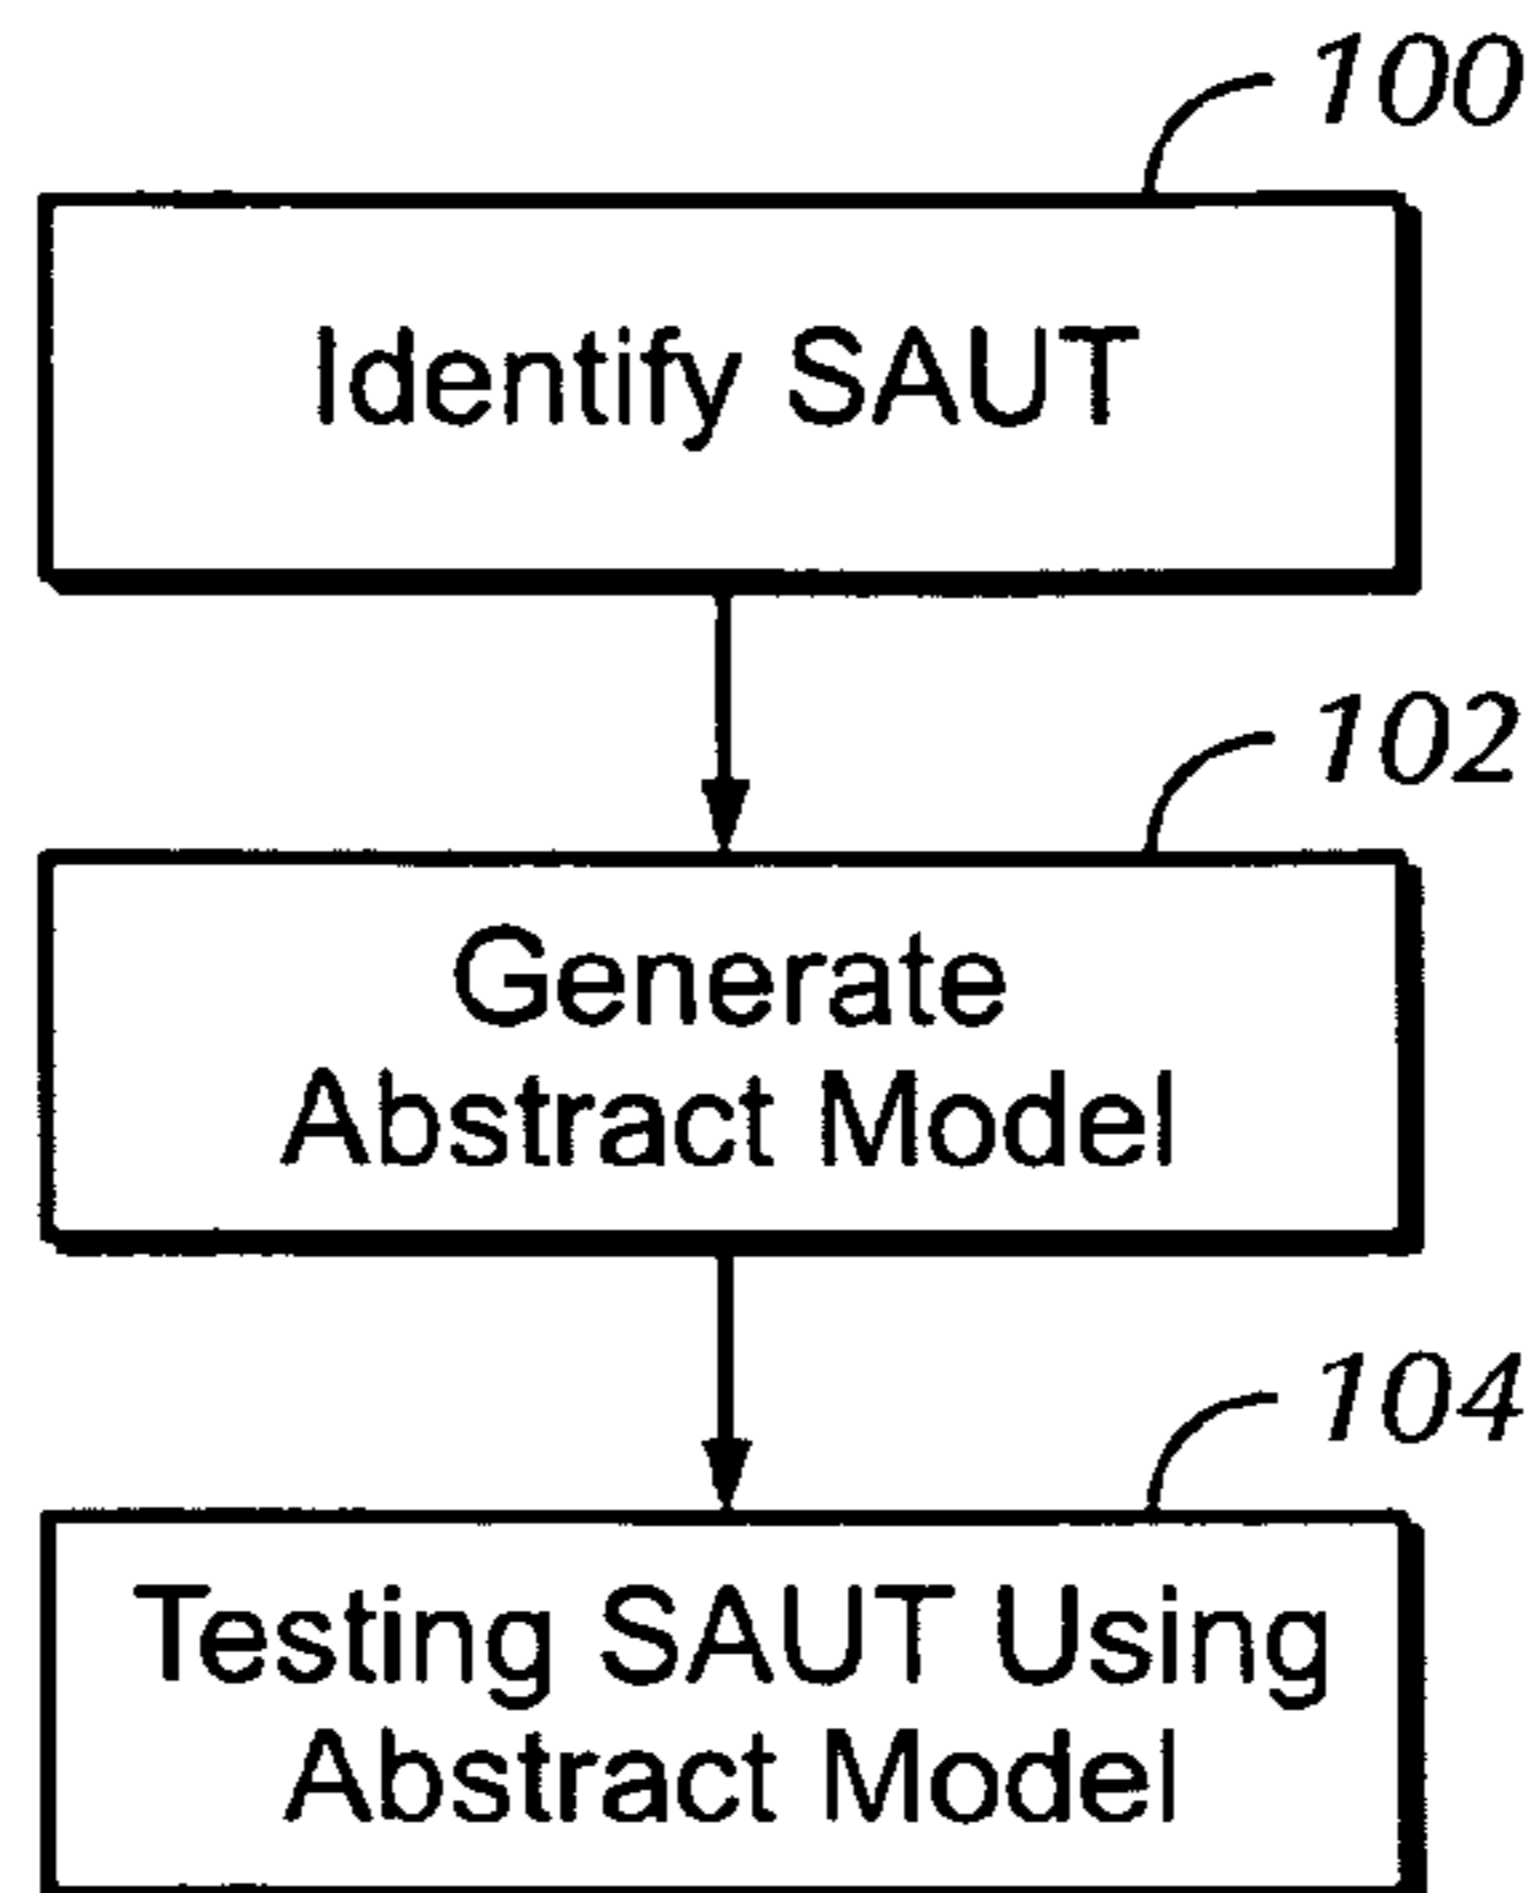 100
Identify SAUT
102
Generate
Abstract Model
104
Testing SAUT Using
Abstract Model